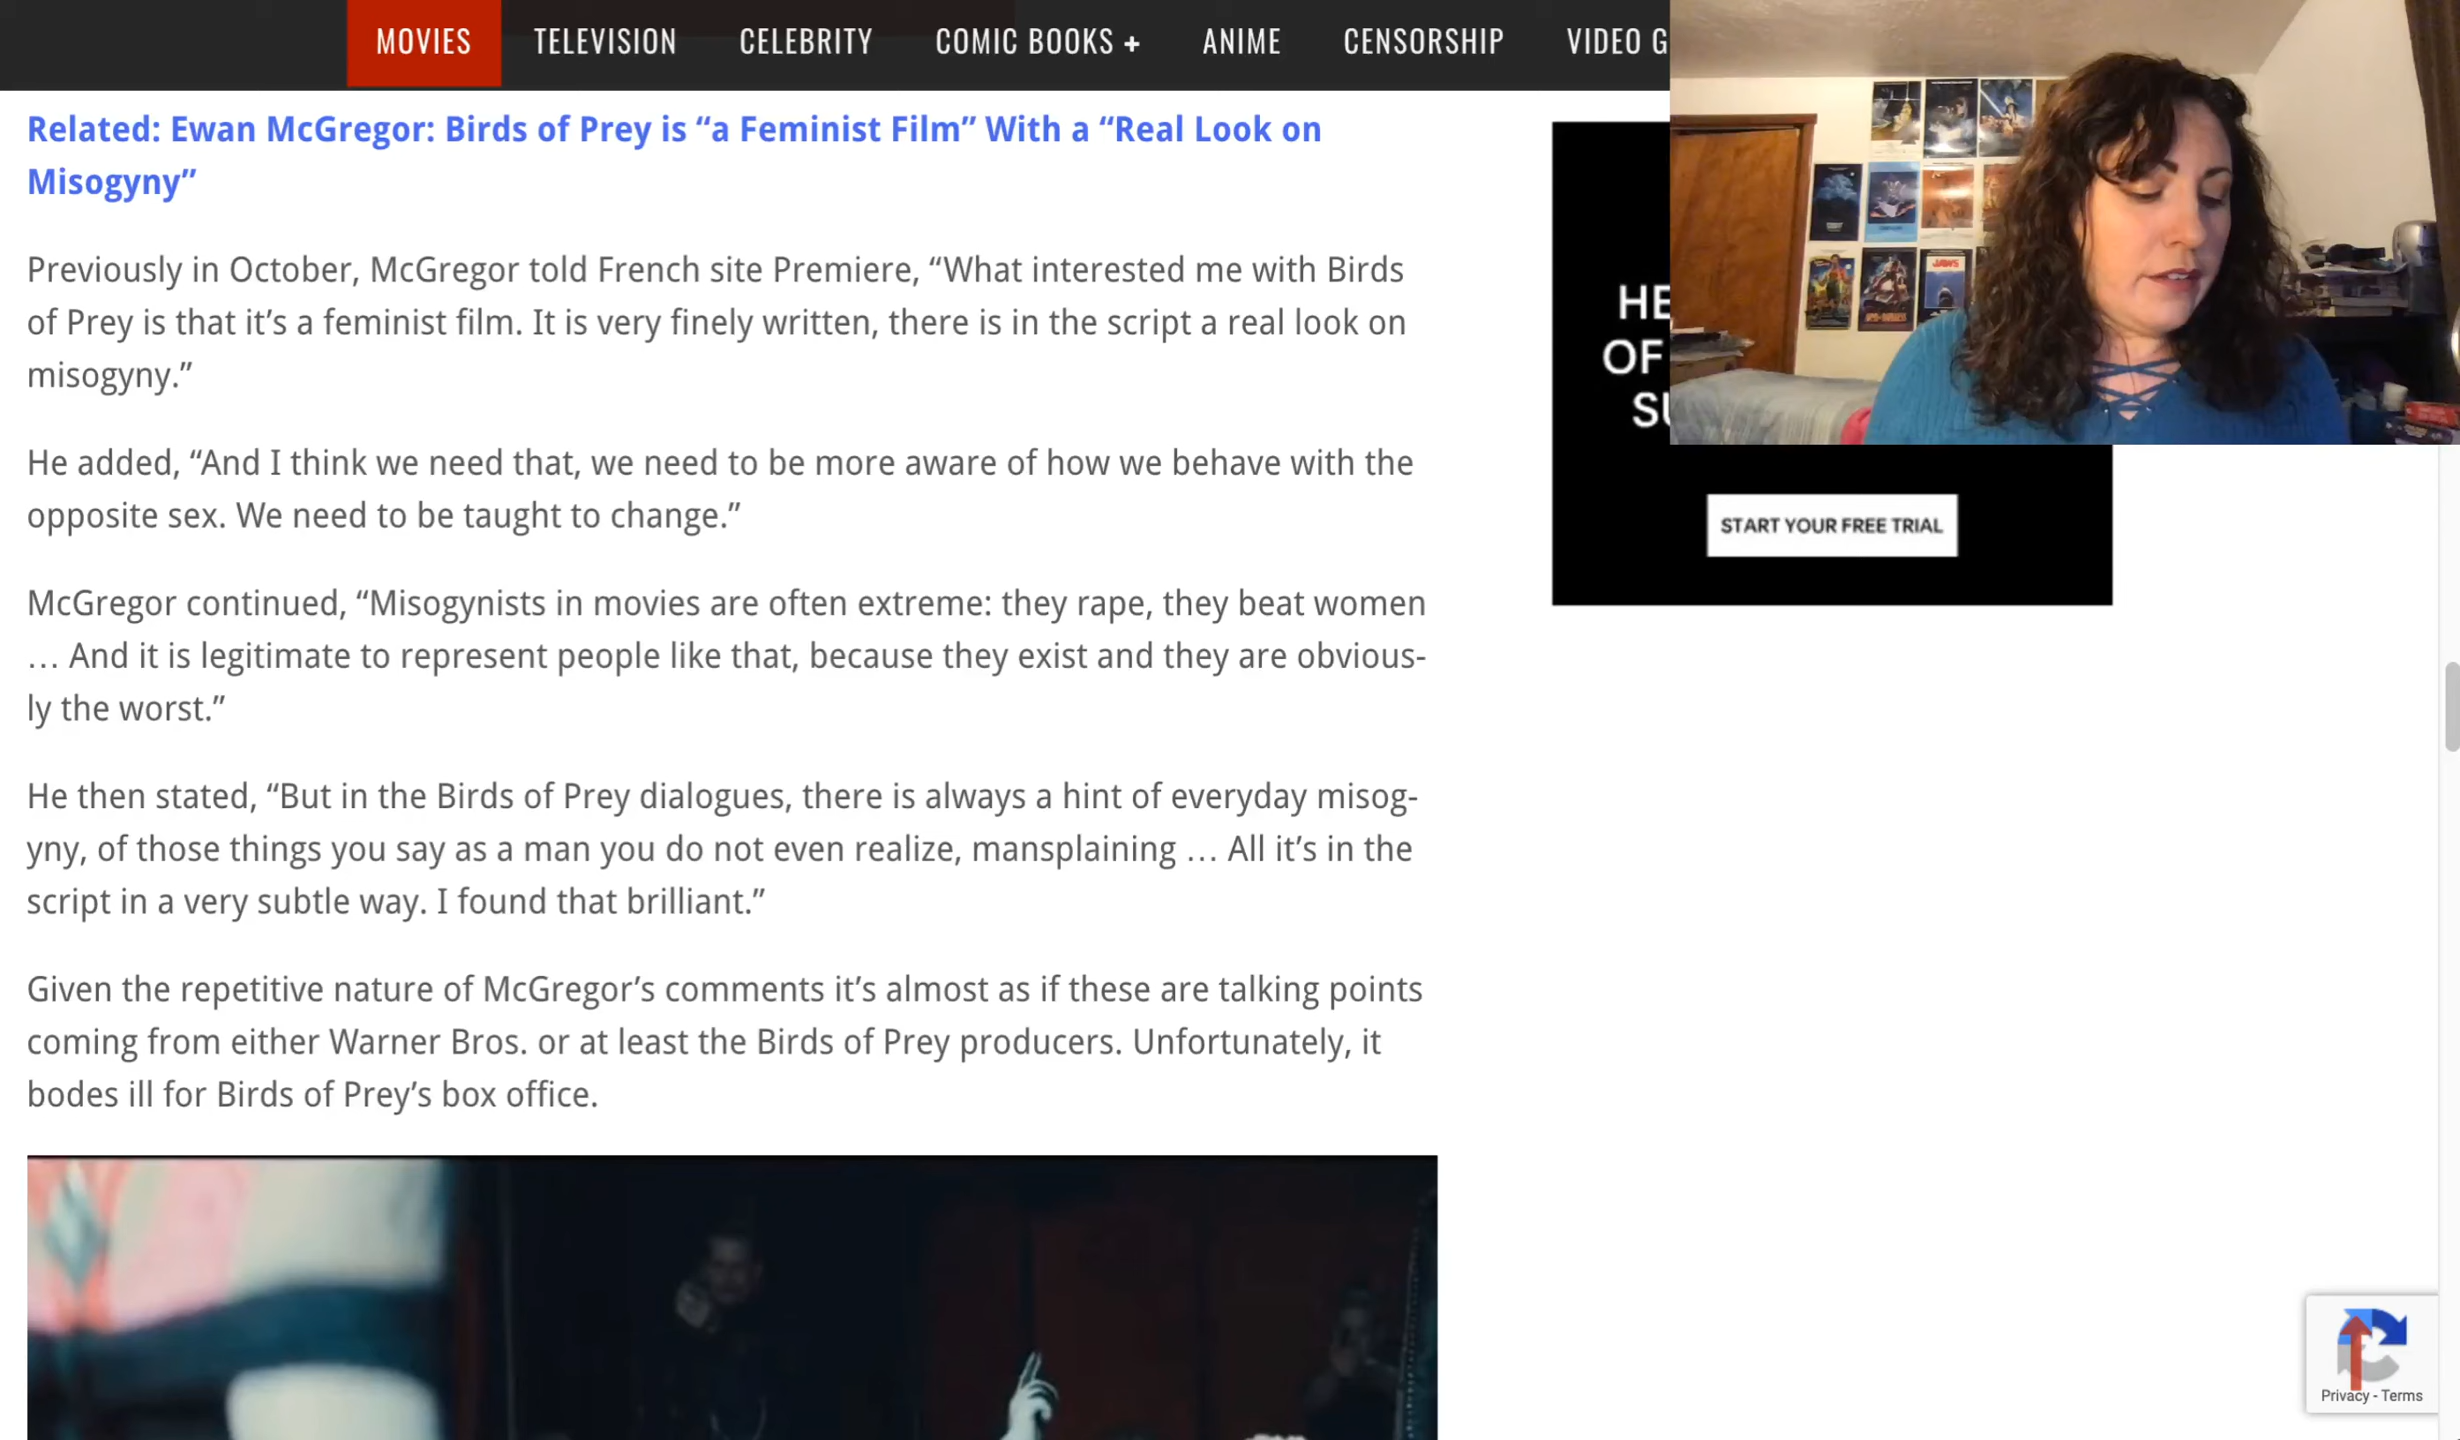 MOVIES TELEVISION CELEBRITY COMIC BOOKS + ANIME CENSORSHIP VIDEO G
Related: Ewan McGregor: Birds of Prey is “a Feminist Film” With a “Real Look on
Misogyny”
Previously in October, McGregor told French site Premiere, “What interested me with Birds
of Prey is that it’s a feminist film. It is very finely written, there is in the script a real look on
misogyny.”
He added, “And I think we need that, we need to be more aware of how we behave with the
opposite sex. We need to be taught to change.”
McGregor continued, “Misogynists in movies are often extreme: they rape, they beat women
… And it is legitimate to represent people like that, because they exist and they are obvious-
ly the worst.”
He then stated, “But in the Birds of Prey dialogues, there is always a hint of everyday misog-
yny, of those things you say as a man you do not even realize, mansplaining … All it’s in the
script in a very subtle way. I found that brilliant.”
Given the repetitive nature of McGregor’s comments it’s almost as if these are talking points
coming from either Warner Bros. or at least the Birds of Prey producers. Unfortunately, it
bodes ill for Birds of Prey’s box office.
HE
OF
SU
START YOUR FREE TRIAL
JAWS
Privacy - Terms